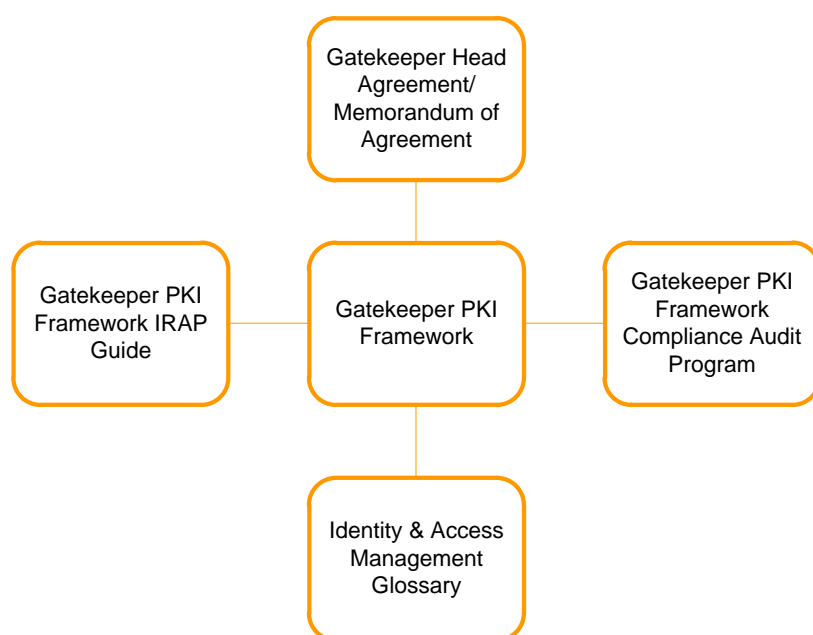 Gatekeeper Head
Agreement/
Memorandum of
Agreement
Gatekeeper PKI
Framework IRAP
Guide
Gatekeeper PKI
Framework
Gatekeeper PKI
Framework
Compliance Audit
Program
Identity & Access
Management
Glossary